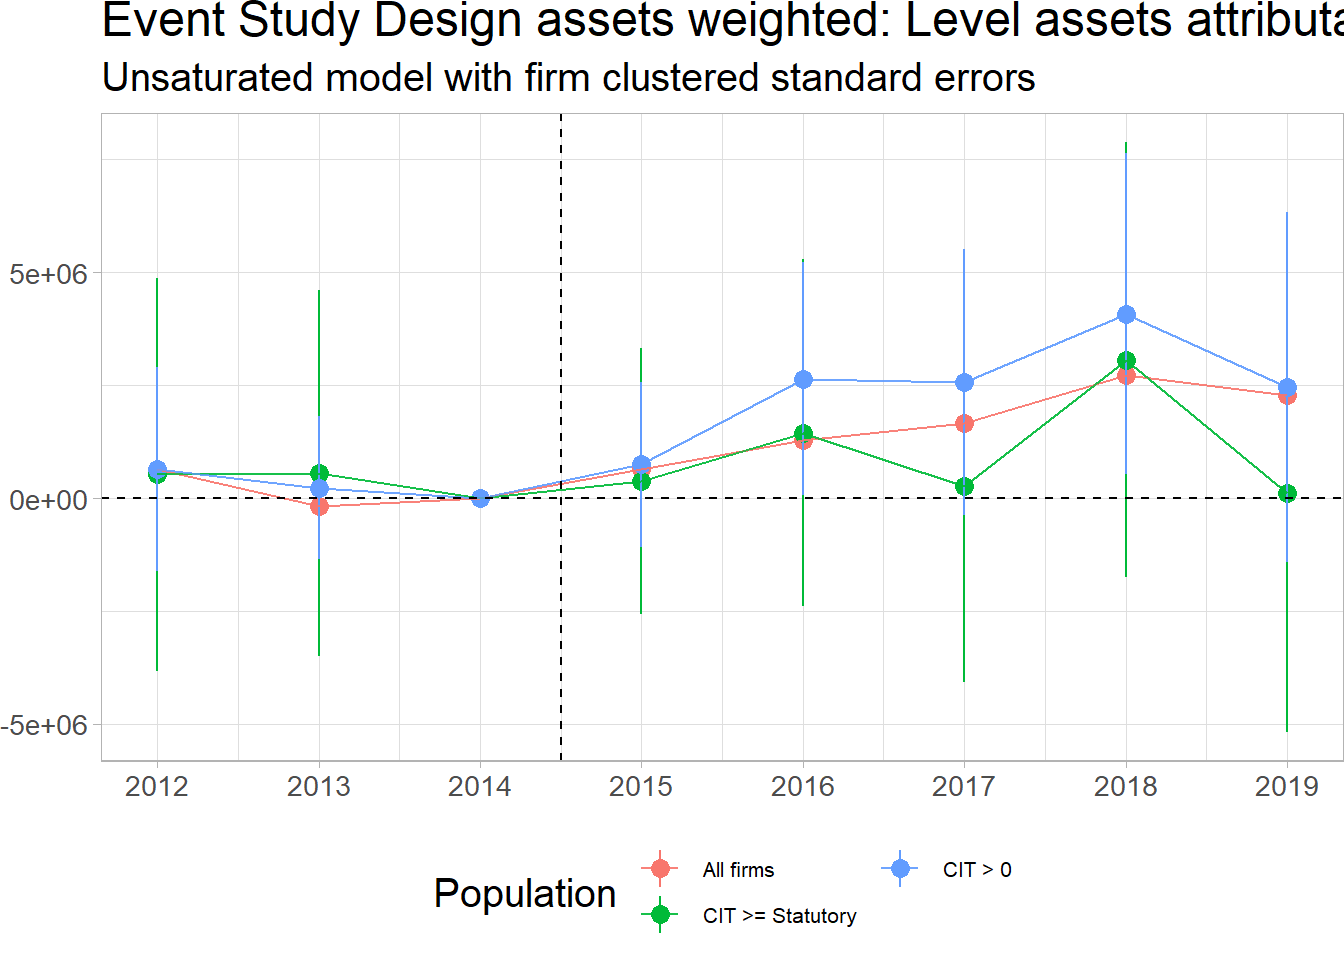 Event Study Design assets weighted: Level assets
Unsaturated model with firm clustered standard errors
5e+06
0e+00
-5e+06
2012 2013 2014 2015 2016 2017 2018 2019
Population
All firms
CIT > 0
CIT >= Statutory